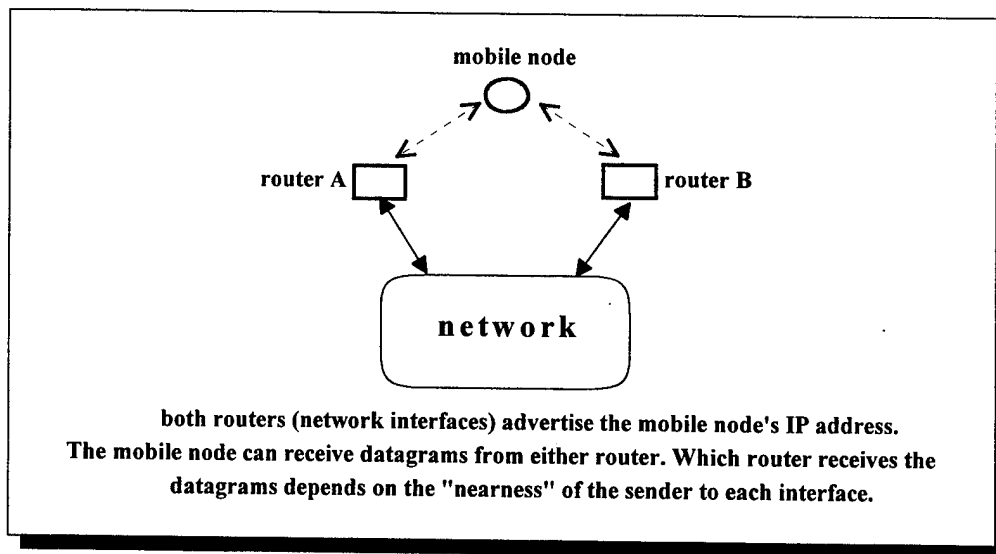 mobile node
router A
router B
network
both routers (network interfaces) advertise the mobile node's IP address.
The mobile node can receive datagrams from either router. Which router receives the
datagrams depends on the "nearness" of the sender to each interface.